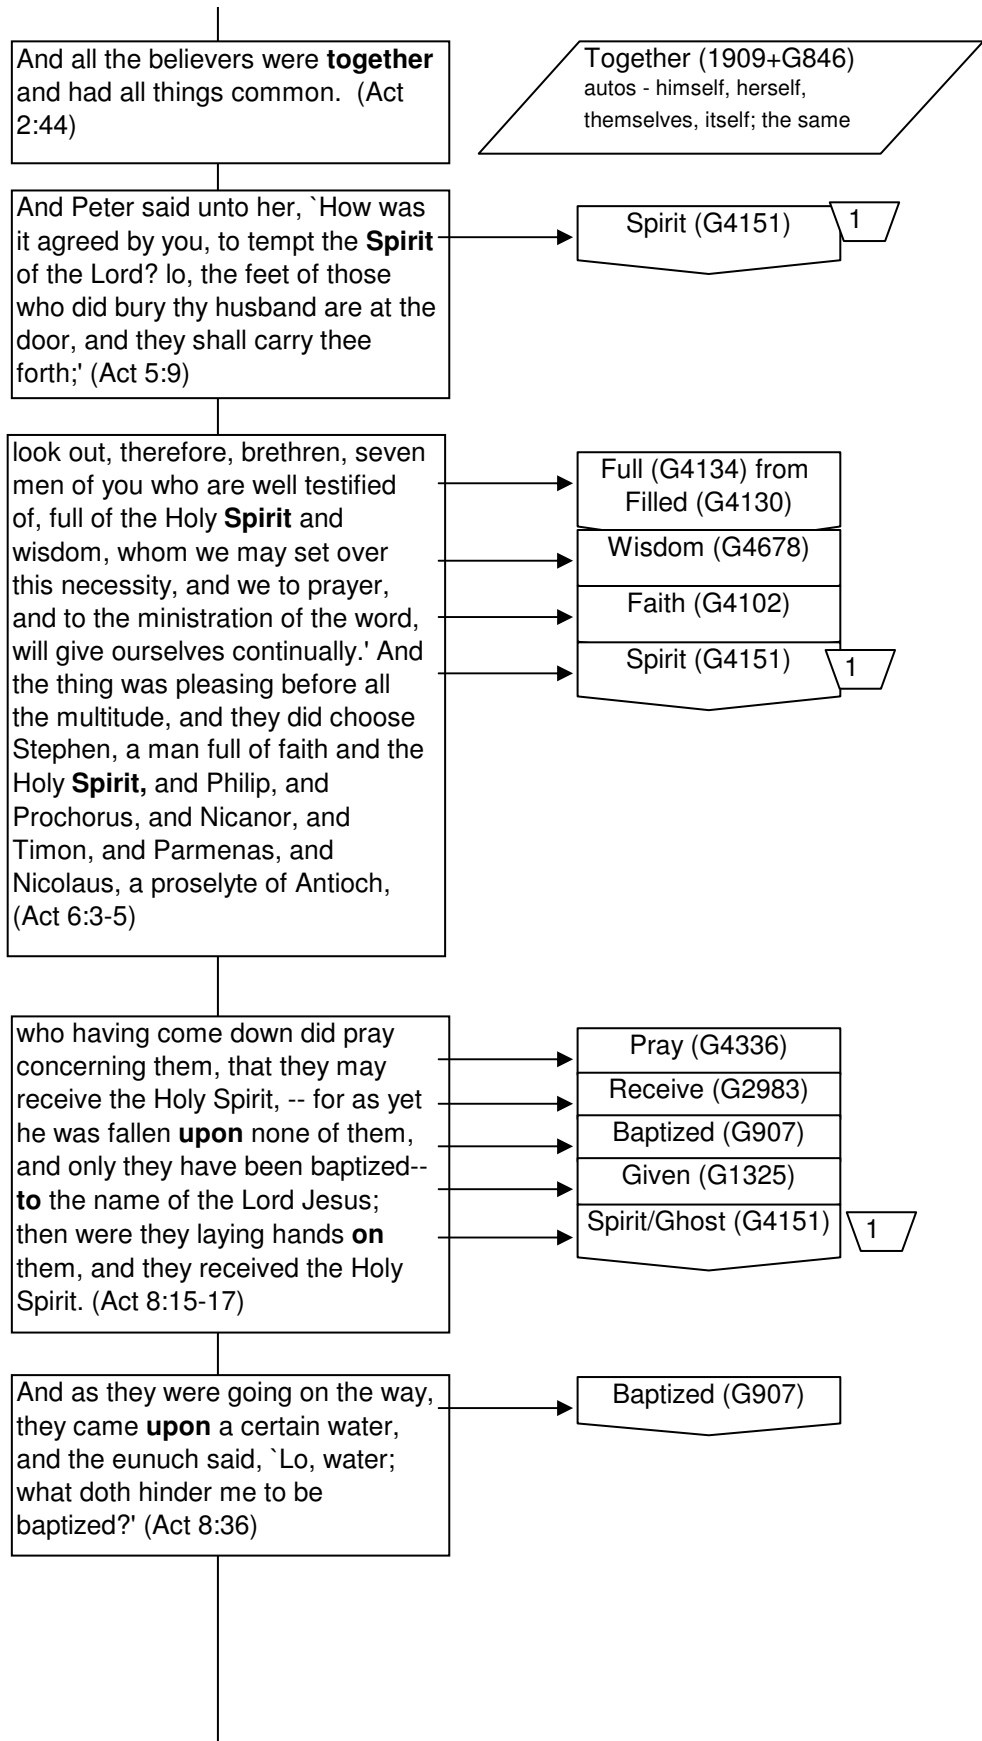 And all the believers were together
and had all things common.  (Act
2:44)
Together (1909+G846)
autos - himself, herself,
themselves, itself; the same
And Peter said unto her, `How was
it agreed by you, to tempt the Spirit
of the Lord? lo, the feet of those
who did bury thy husband are at the
door, and they shall carry thee
forth;' (Act 5:9)
Spirit (G4151)
1
look out, therefore, brethren, seven
men of you who are well testified
of, full of the Holy Spirit and
wisdom, whom we may set over
this necessity, and we to prayer,
and to the ministration of the word,
will give ourselves continually.' And
the thing was pleasing before all
the multitude, and they did choose
Stephen, a man full of faith and the
Holy Spirit, and Philip, and
Prochorus, and Nicanor, and
Timon, and Parmenas, and
Nicolaus, a proselyte of Antioch,
(Act 6:3-5)
Full (G4134) from
Filled (G4130)
Wisdom (G4678)
Faith (G4102)
Spirit (G4151)
1
who having come down did pray
concerning them, that they may
receive the Holy Spirit, -- for as yet
he was fallen upon none of them,
and only they have been baptized--
to the name of the Lord Jesus;
then were they laying hands on
them, and they received the Holy
Spirit. (Act 8:15-17)
Pray (G4336)
Receive (G2983)
Baptized (G907)
Given (G1325)
Spirit/Ghost (G4151)
1
And as they were going on the way,
they came upon a certain water,
and the eunuch said, `Lo, water;
what doth hinder me to be
baptized?' (Act 8:36)
Baptized (G907)